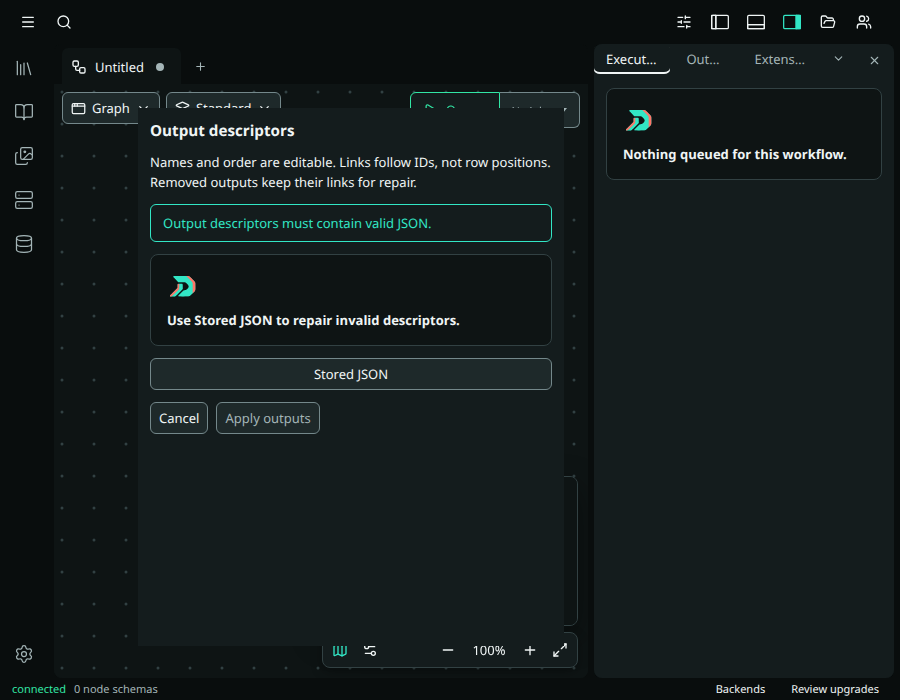 Untitled
Execut...
Out...
Extens...
Graph
Standard
Output descriptors
Names and order are editable. Links follow IDs, not row positions.
Removed outputs keep their links for repair.
Output descriptors must contain valid JSON.
Use Stored JSON to repair invalid descriptors.
Stored JSON
Cancel
Apply outputs
Nothing queued for this workflow.
100%
connected
0 node schemas
Backends
Review upgrades